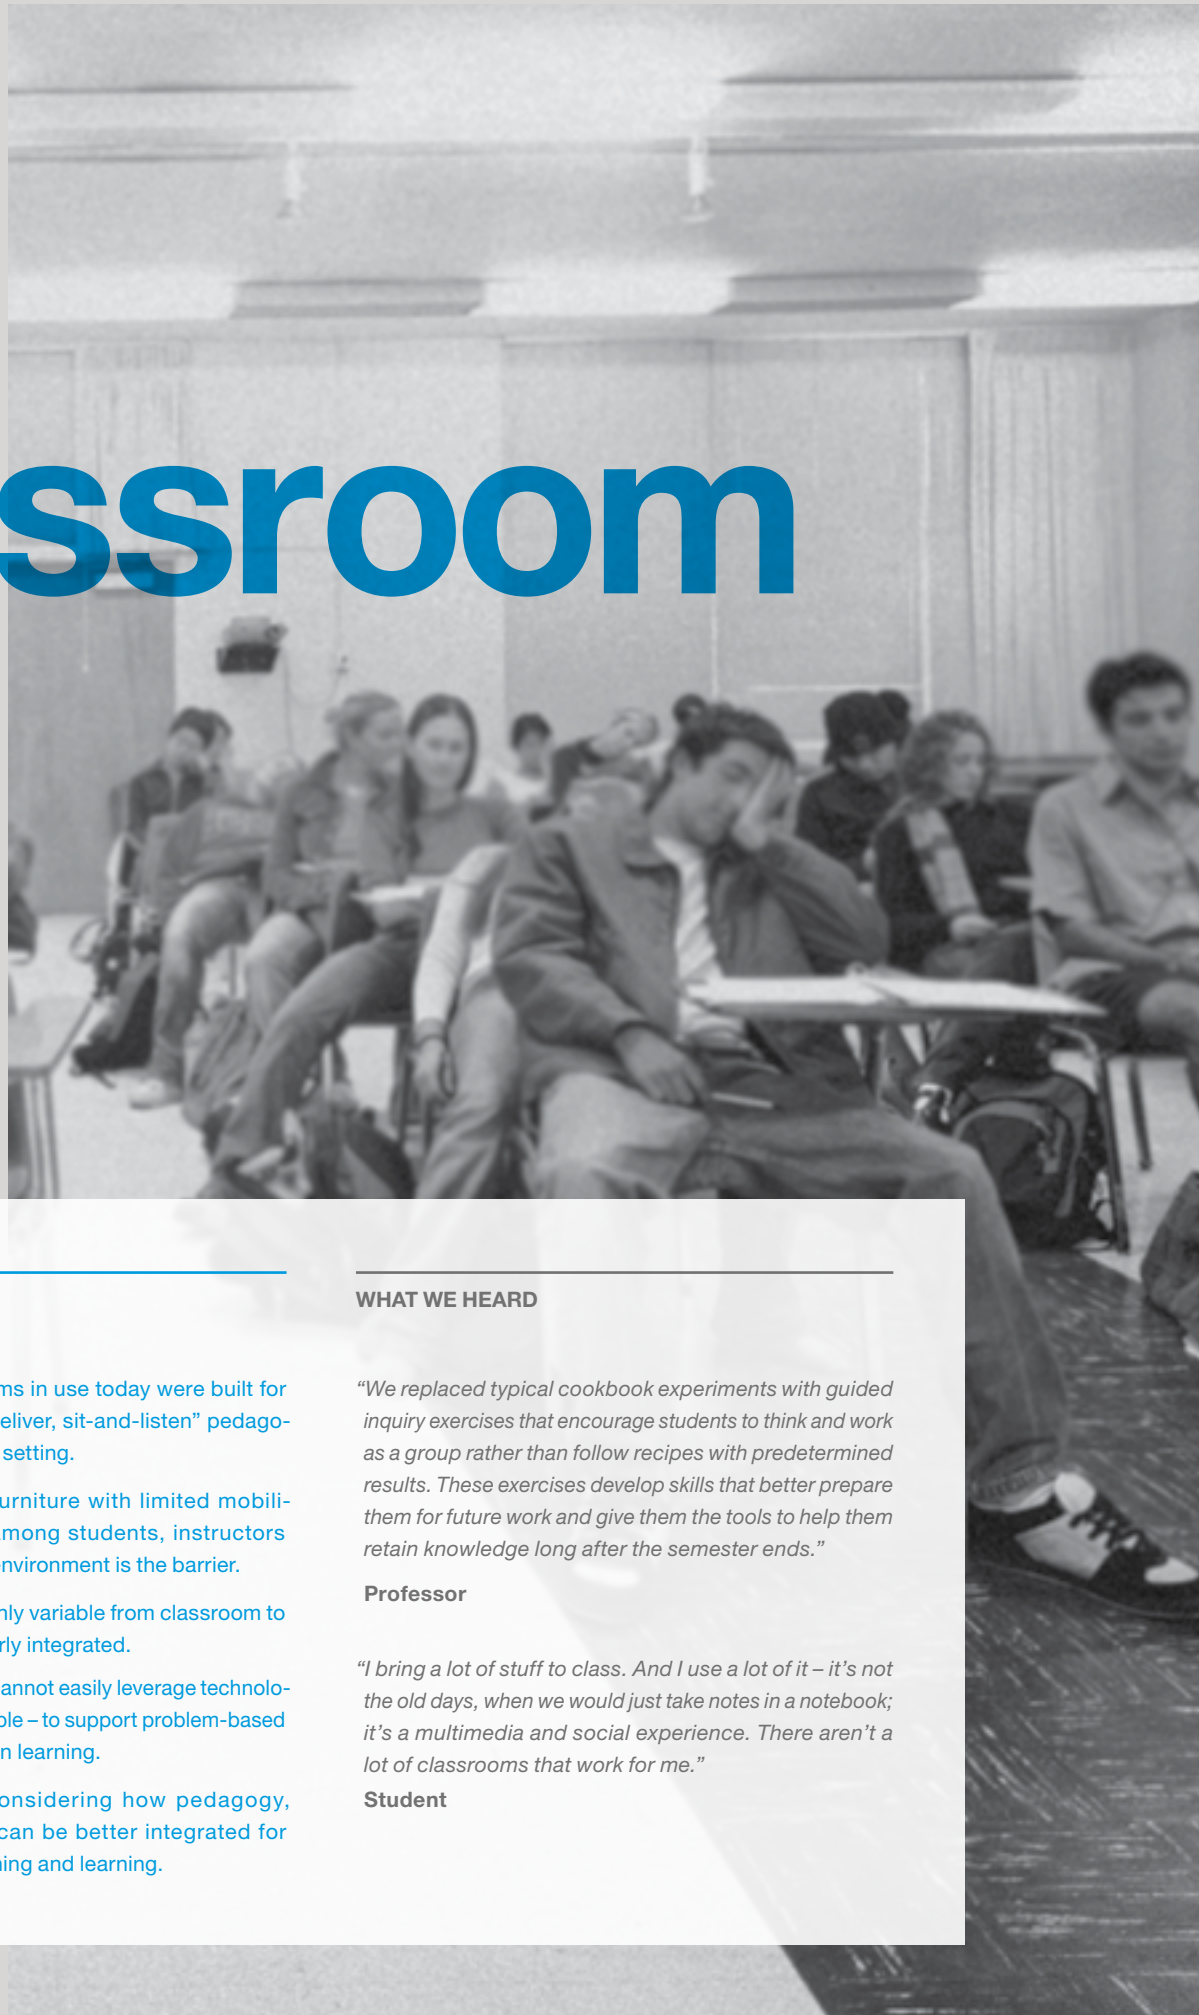 ssroom
ms in use today were built for
eliver, sit-and-listen” pedago-
setting.
urniture with limited mobili-
among students, instructors
environment is the barrier.
hly variable from classroom to
rly integrated.
annot easily leverage technolo-
ble – to support problem-based
n learning.
onsidering how pedagogy,
can be better integrated for
hing and learning.
WHAT WE HEARD
“We replaced typical cookbook experiments with guided
inquiry exercises that encourage students to think and work
as a group rather than follow recipes with predetermined
results. These exercises develop skills that better prepare
them for future work and give them the tools to help them
retain knowledge long after the semester ends.”
Professor
“I bring a lot of stuff to class. And I use a lot of it – it’s not
the old days, when we would just take notes in a notebook;
it’s a multimedia and social experience. There aren’t a
lot of classrooms that work for me.”
Student